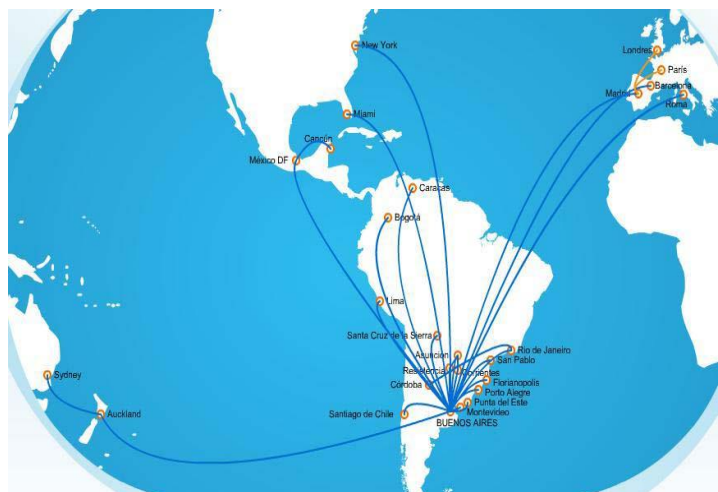 New York
Londres
París
Barcelona
Madrid
Roma
Miami
Cancún
México DF
Caracas
Bogotá
Lima
Santa Cruz de la Sierra
Asuncion
Rio de Janeiro
San Pablo
Resistencia
Corrientes
Sydney
Córdoba
Florianopolis
Porto Alegre
Punta del Este
Auckland
Santiago de Chile
Montevideo
BUENOS AIRES